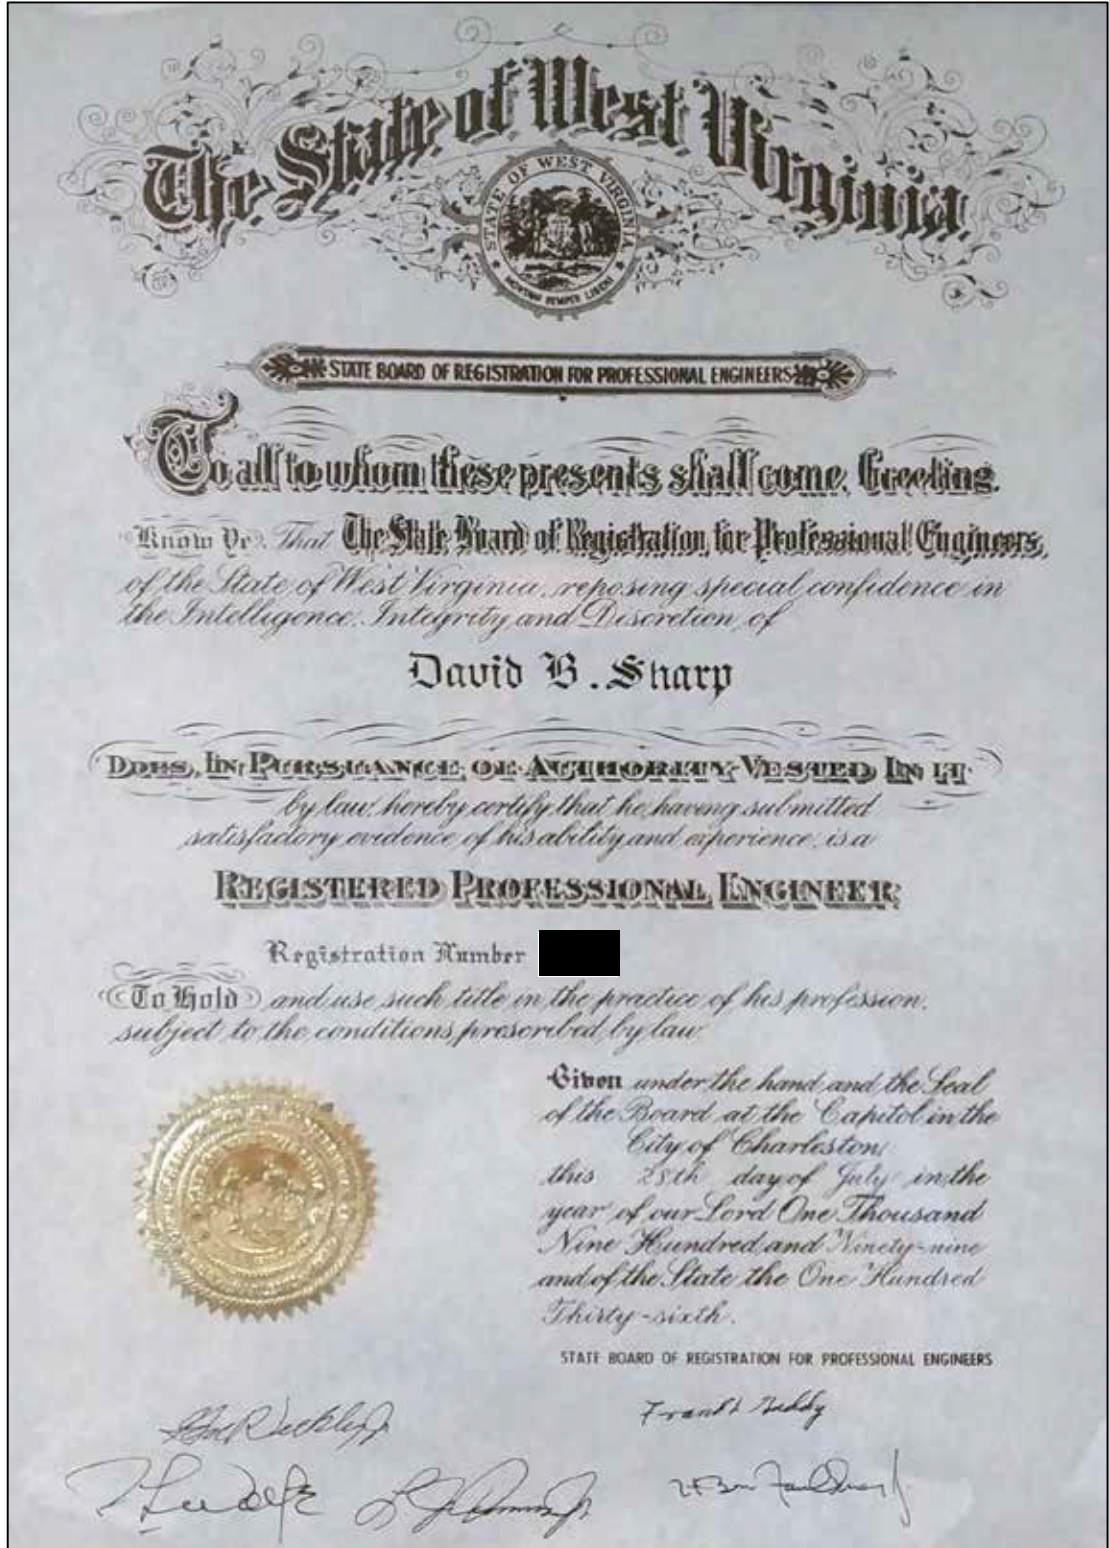 The State of West Virginia
STATE OF WEST VIRGINIA
MONTANI SEMPER LIBERI
STATE BOARD OF REGISTRATION FOR PROFESSIONAL ENGINEERS
To all to whom these presents shall come, Greeting.
Know Ye, That The State Board of Registration for Professional Engineers,
of the State of West Virginia, reposing special confidence in
the Intelligence, Integrity and Discretion of
David B. Sharp
DOES, IN PURSUANCE OF AUTHORITY VESTED IN IT
by law, hereby certify that he having submitted
satisfactory evidence of his ability and experience, is a
REGISTERED PROFESSIONAL ENGINEER
Registration Number
To Hold and use such title in the practice of his profession,
subject to the conditions prescribed by law.
Given under the hand and the Seal
of the Board at the Capitol in the
City of Charleston,
this 28th day of July in the
year of our Lord One Thousand
Nine Hundred and Ninety-nine
and of the State the One Hundred
Thirty-sixth.
STATE BOARD OF REGISTRATION FOR PROFESSIONAL ENGINEERS